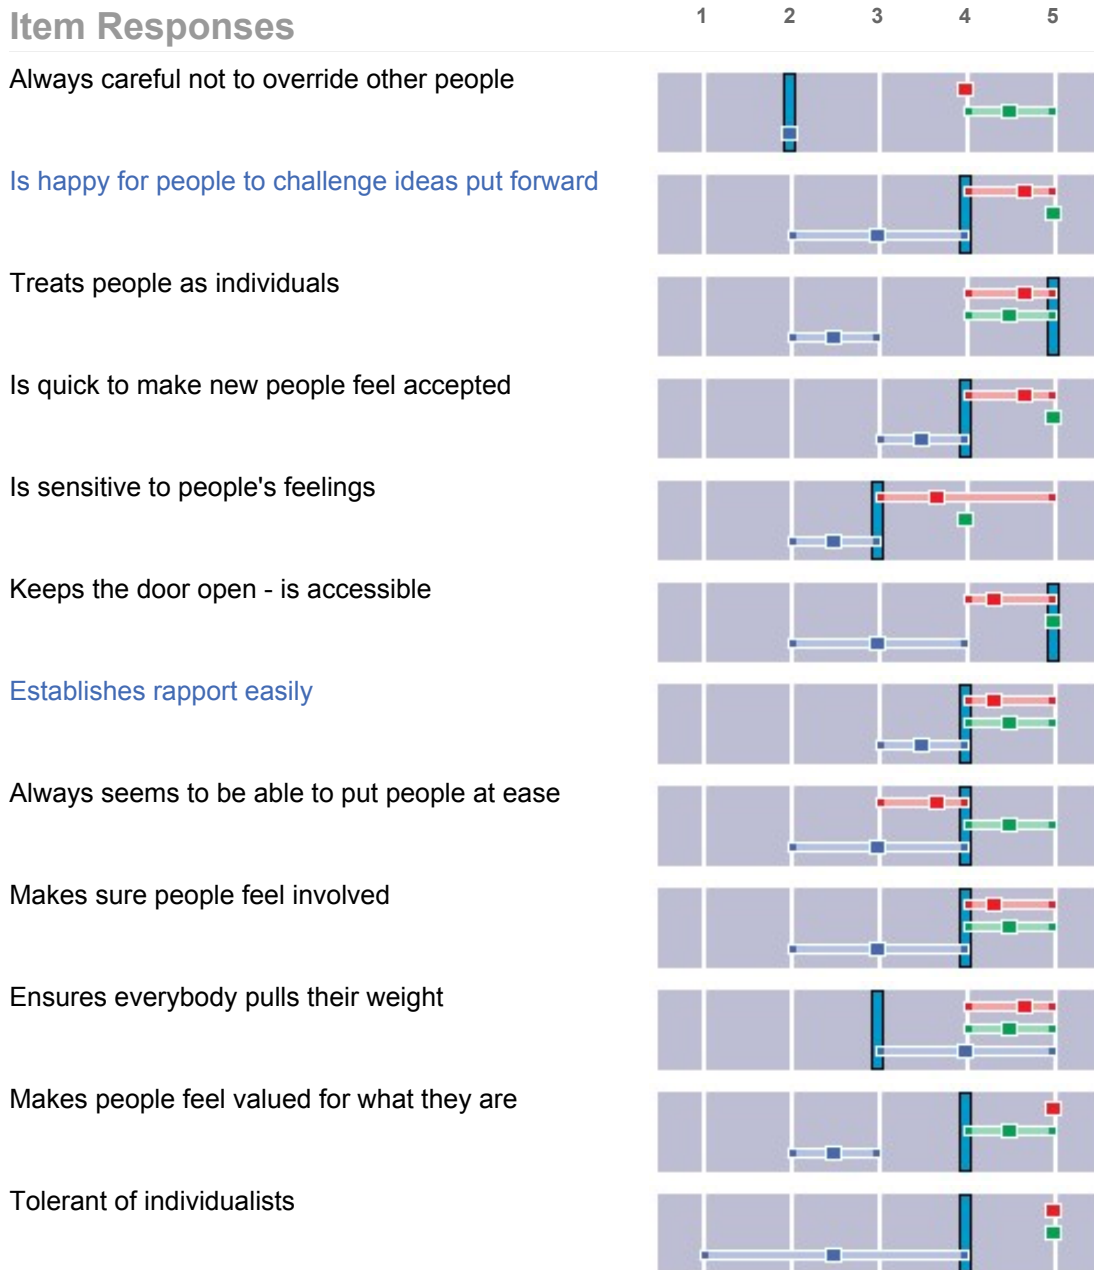 Item Responses
1 2 3 4 5
Always careful not to override other people
Is happy for people to challenge ideas put forward
Treats people as individuals
Is quick to make new people feel accepted
Is sensitive to people's feelings
Keeps the door open - is accessible
Establishes rapport easily
Always seems to be able to put people at ease
Makes sure people feel involved
Ensures everybody pulls their weight
Makes people feel valued for what they are
Tolerant of individualists